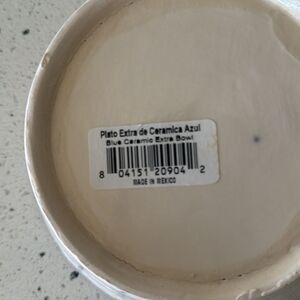 Plato Extra de Ceramica Azul
Blue Ceramic Extra Bowl
8 04151 20904 2
MADE IN MEXICO